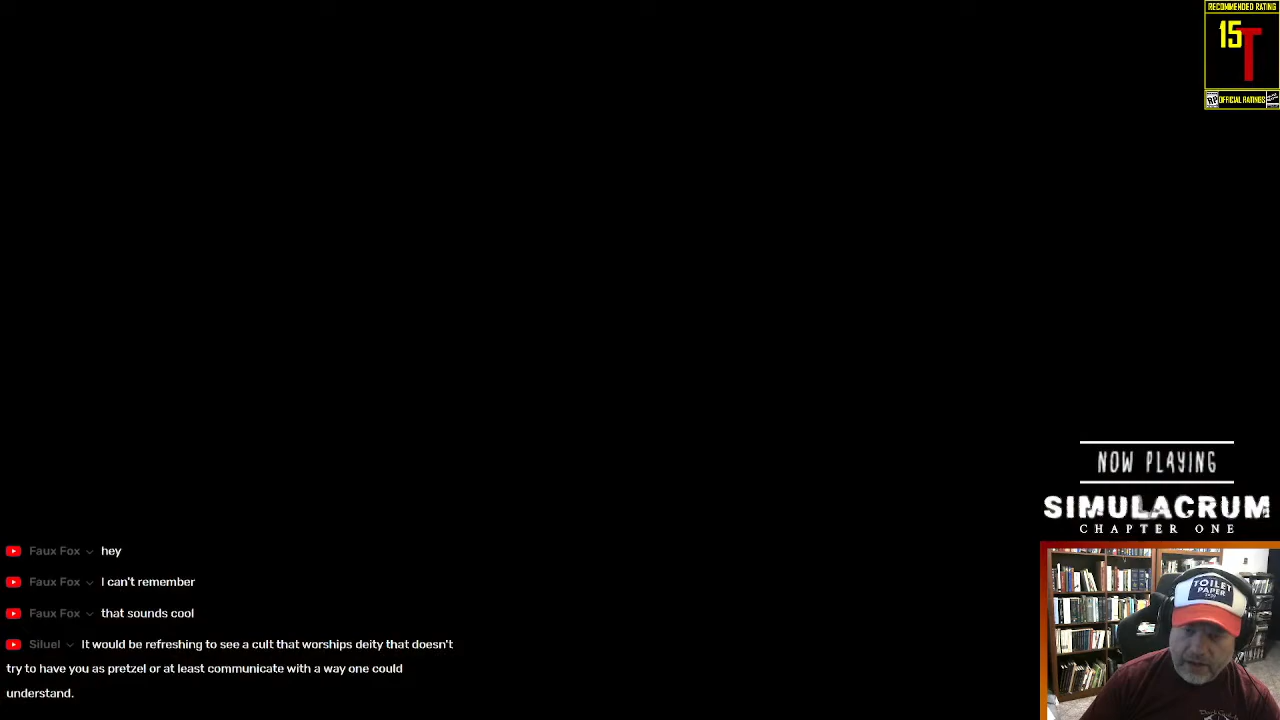 RECOMMENDED RATING
15
T
RP OFFICIAL RATINGS
NOW PLAYING
SIMULACRUM
CHAPTER ONE
Faux Fox hey
Faux Fox I can't remember
Faux Fox that sounds cool
Siluel It would be refreshing to see a cult that worships deity that doesn't
try to have you as pretzel or at least communicate with a way one could
understand.
TOILET
PAPER